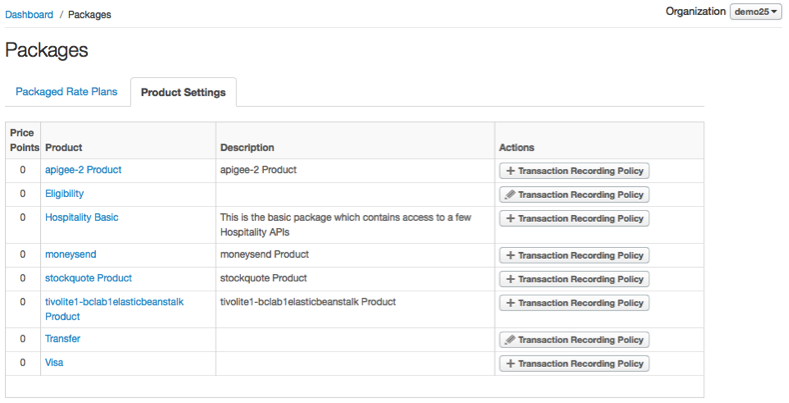 Dashboard / Packages
Organization demo25
Packages
Packaged Rate Plans Product Settings
Price
Points Product Description Actions
0 apigee-2 Product apigee-2 Product + Transaction Recording Policy
0 Eligibility Transaction Recording Policy
0 Hospitality Basic This is the basic package which contains access to a few + Transaction Recording Policy
Hospitality APIs
0 moneysend moneysend Product + Transaction Recording Policy
0 stockquote Product stockquote Product + Transaction Recording Policy
0 tivolite1-bclab1elasticbeanstalk tivolite1-bclab1elasticbeanstalk Product + Transaction Recording Policy
Product
0 Transfer Transaction Recording Policy
0 Visa + Transaction Recording Policy